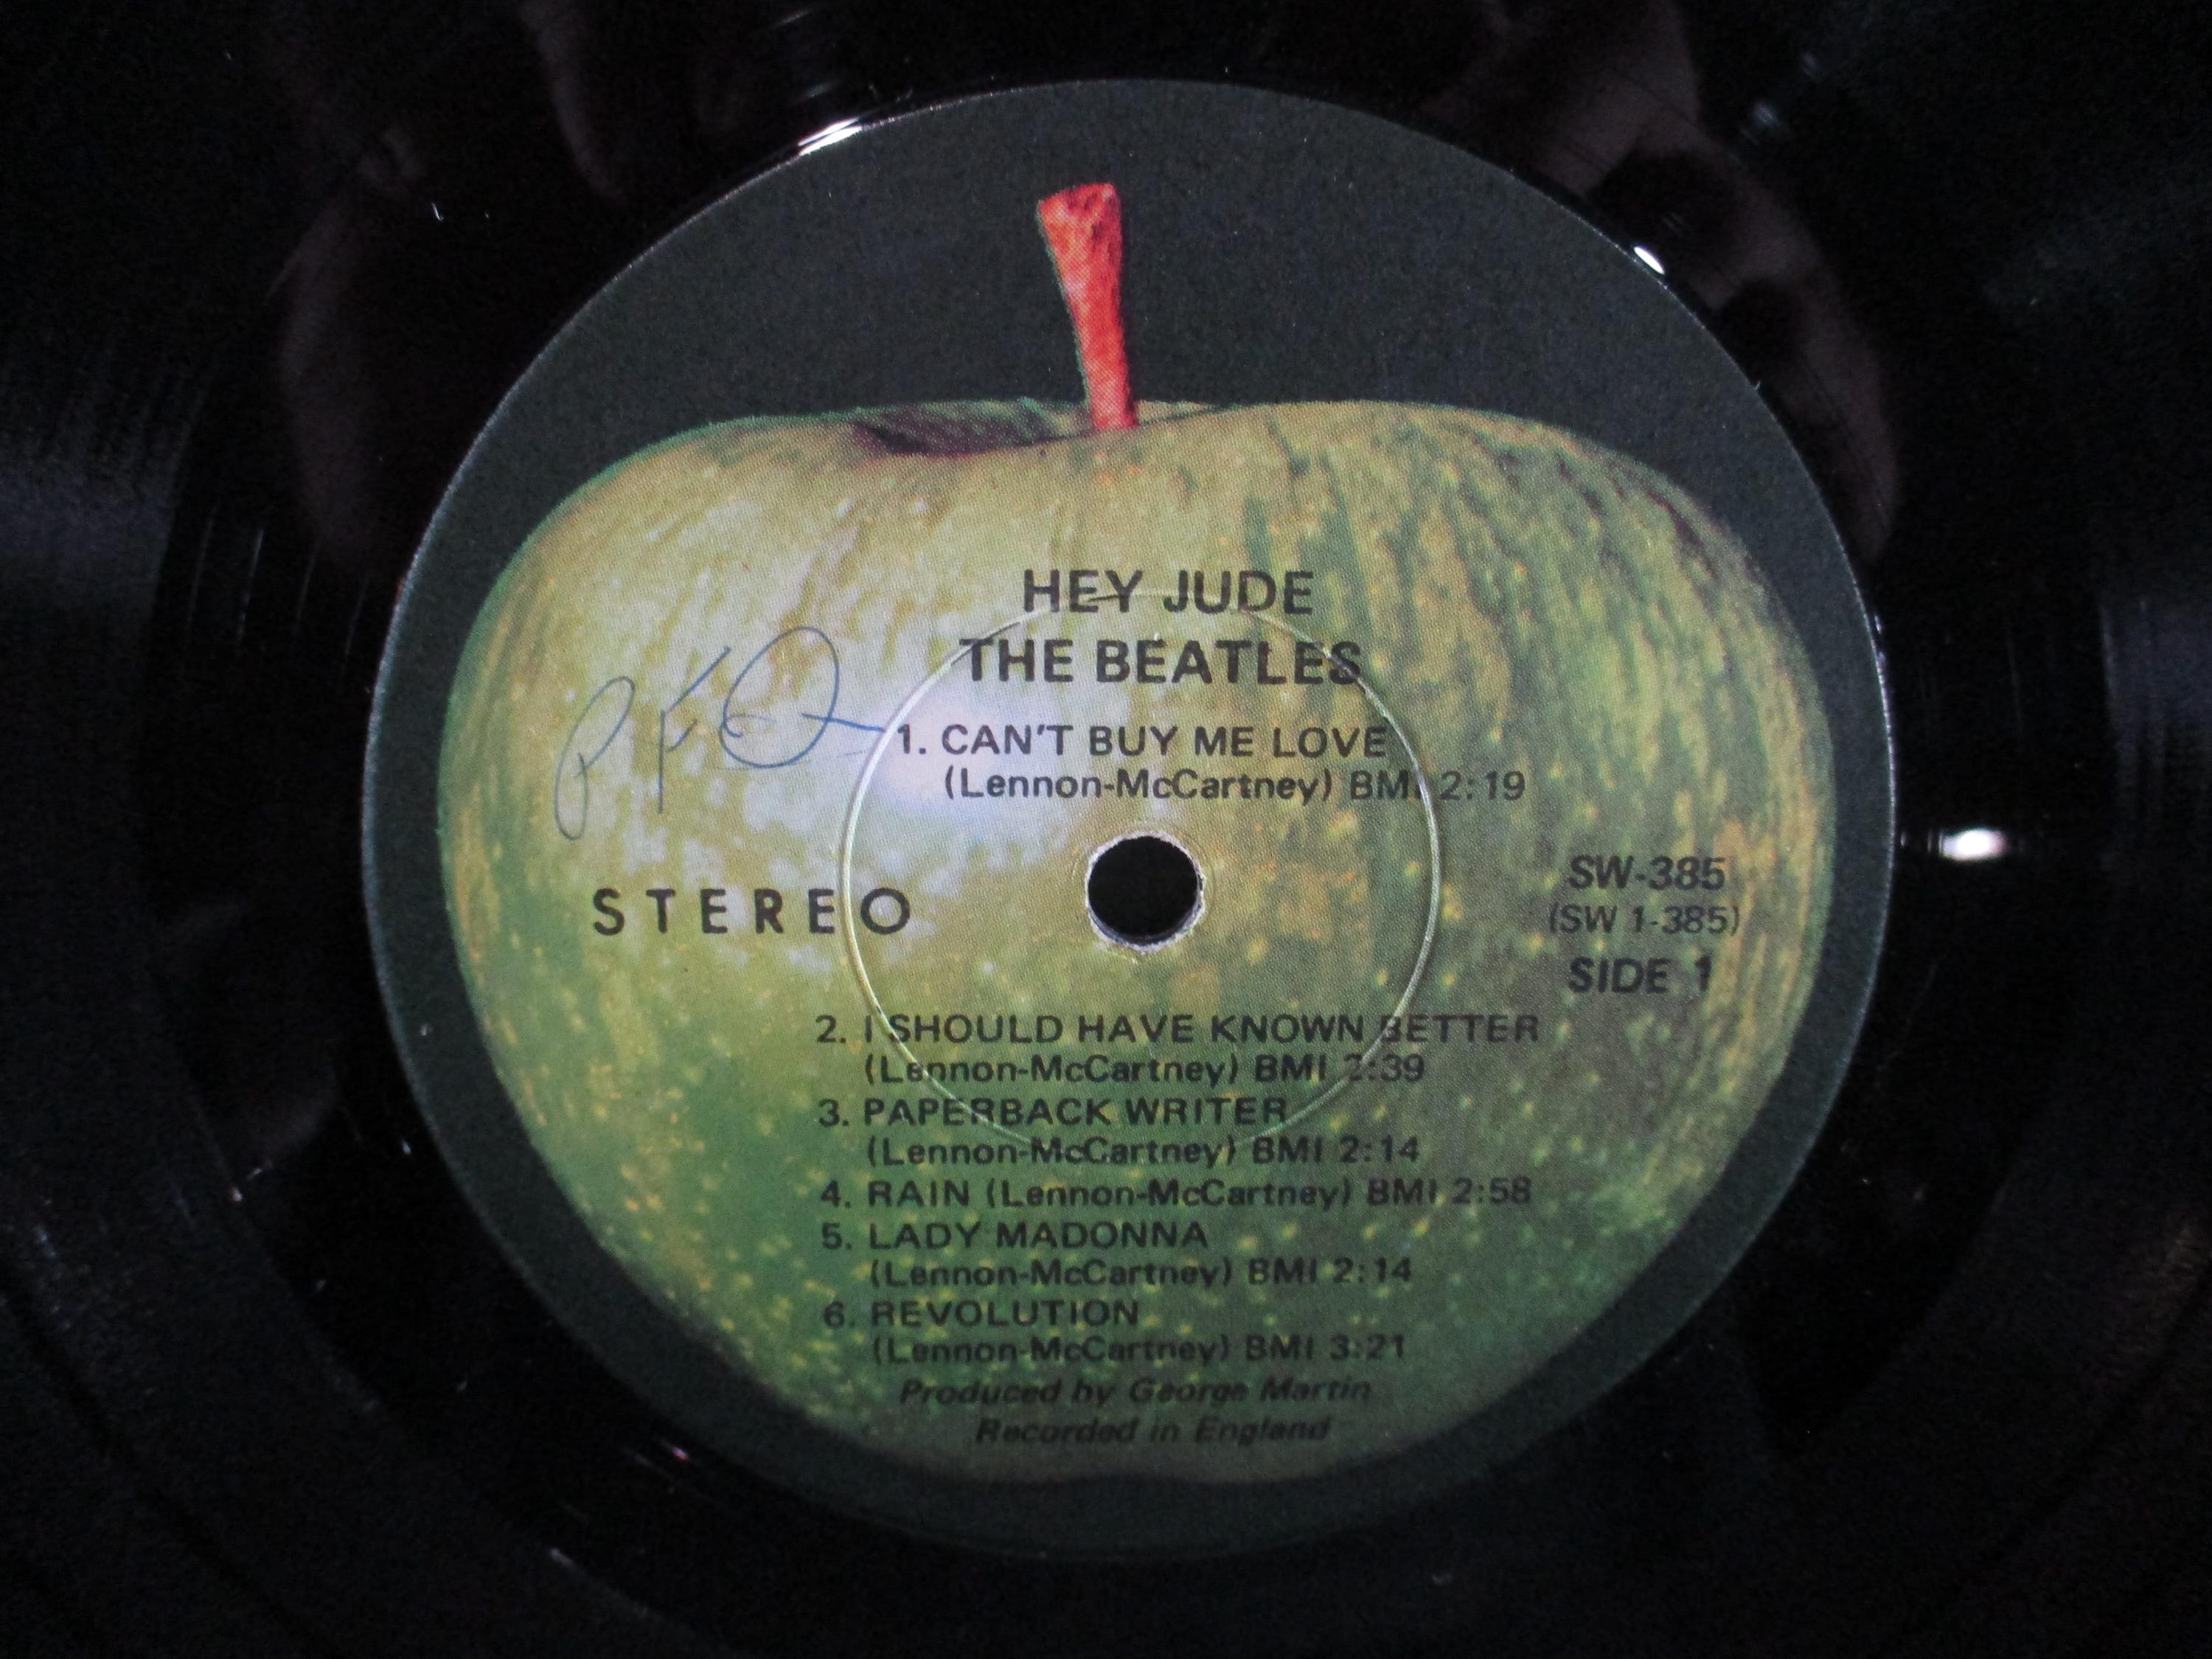 HEY JUDE
THE BEATLES
PFQ
1. CAN'T BUY ME LOVE
(Lennon-McCartney) BMI 2:19
STEREO
SW-385
(SW 1-385)
SIDE 1
2. I SHOULD HAVE KNOWN BETTER
(Lennon-McCartney) BMI 2:39
3. PAPERBACK WRITER
(Lennon-McCartney) BMI 2:14
4. RAIN (Lennon-McCartney) BMI 2:58
5. LADY MADONNA
(Lennon-McCartney) BMI 2:14
6. REVOLUTION
(Lennon-McCartney) BMI 3:21
Produced by George Martin
Recorded in England